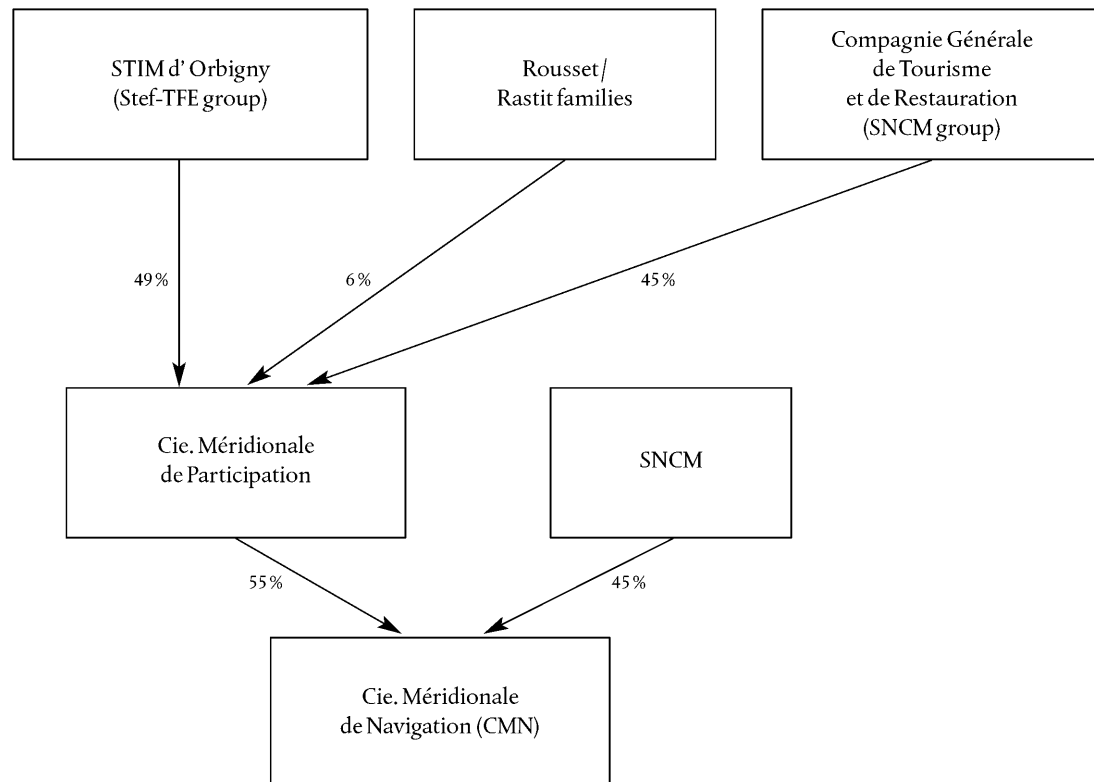 STIM d’ Orbigny
(Stef-TFE group)
Rousset/
Rastit families
Compagnie Générale
de Tourisme
et de Restauration
(SNCM group)
49 %
6 %
45 %
Cie. Méridionale
de Participation
SNCM
55 %
45 %
Cie. Méridionale
de Navigation (CMN)